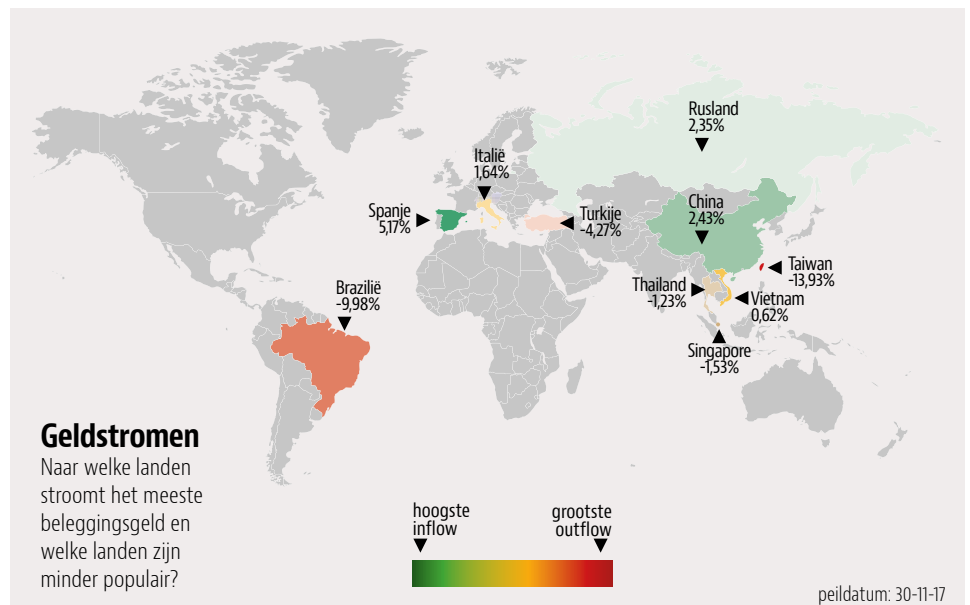 Rusland
2,35%
Italië
1,64%
China
2,43%
Spanje
5,17%
Turkije
-4,27%
Taiwan
-13,93%
Thailand
-1,23%
Vietnam
0,62%
Brazilië
-9,98%
Singapore
-1,53%
Geldstromen
Naar welke landen
stroomt het meeste
beleggingsgeld en
welke landen zijn
minder populair?
hoogste
inflow
grootste
outflow
peildatum: 30-11-17